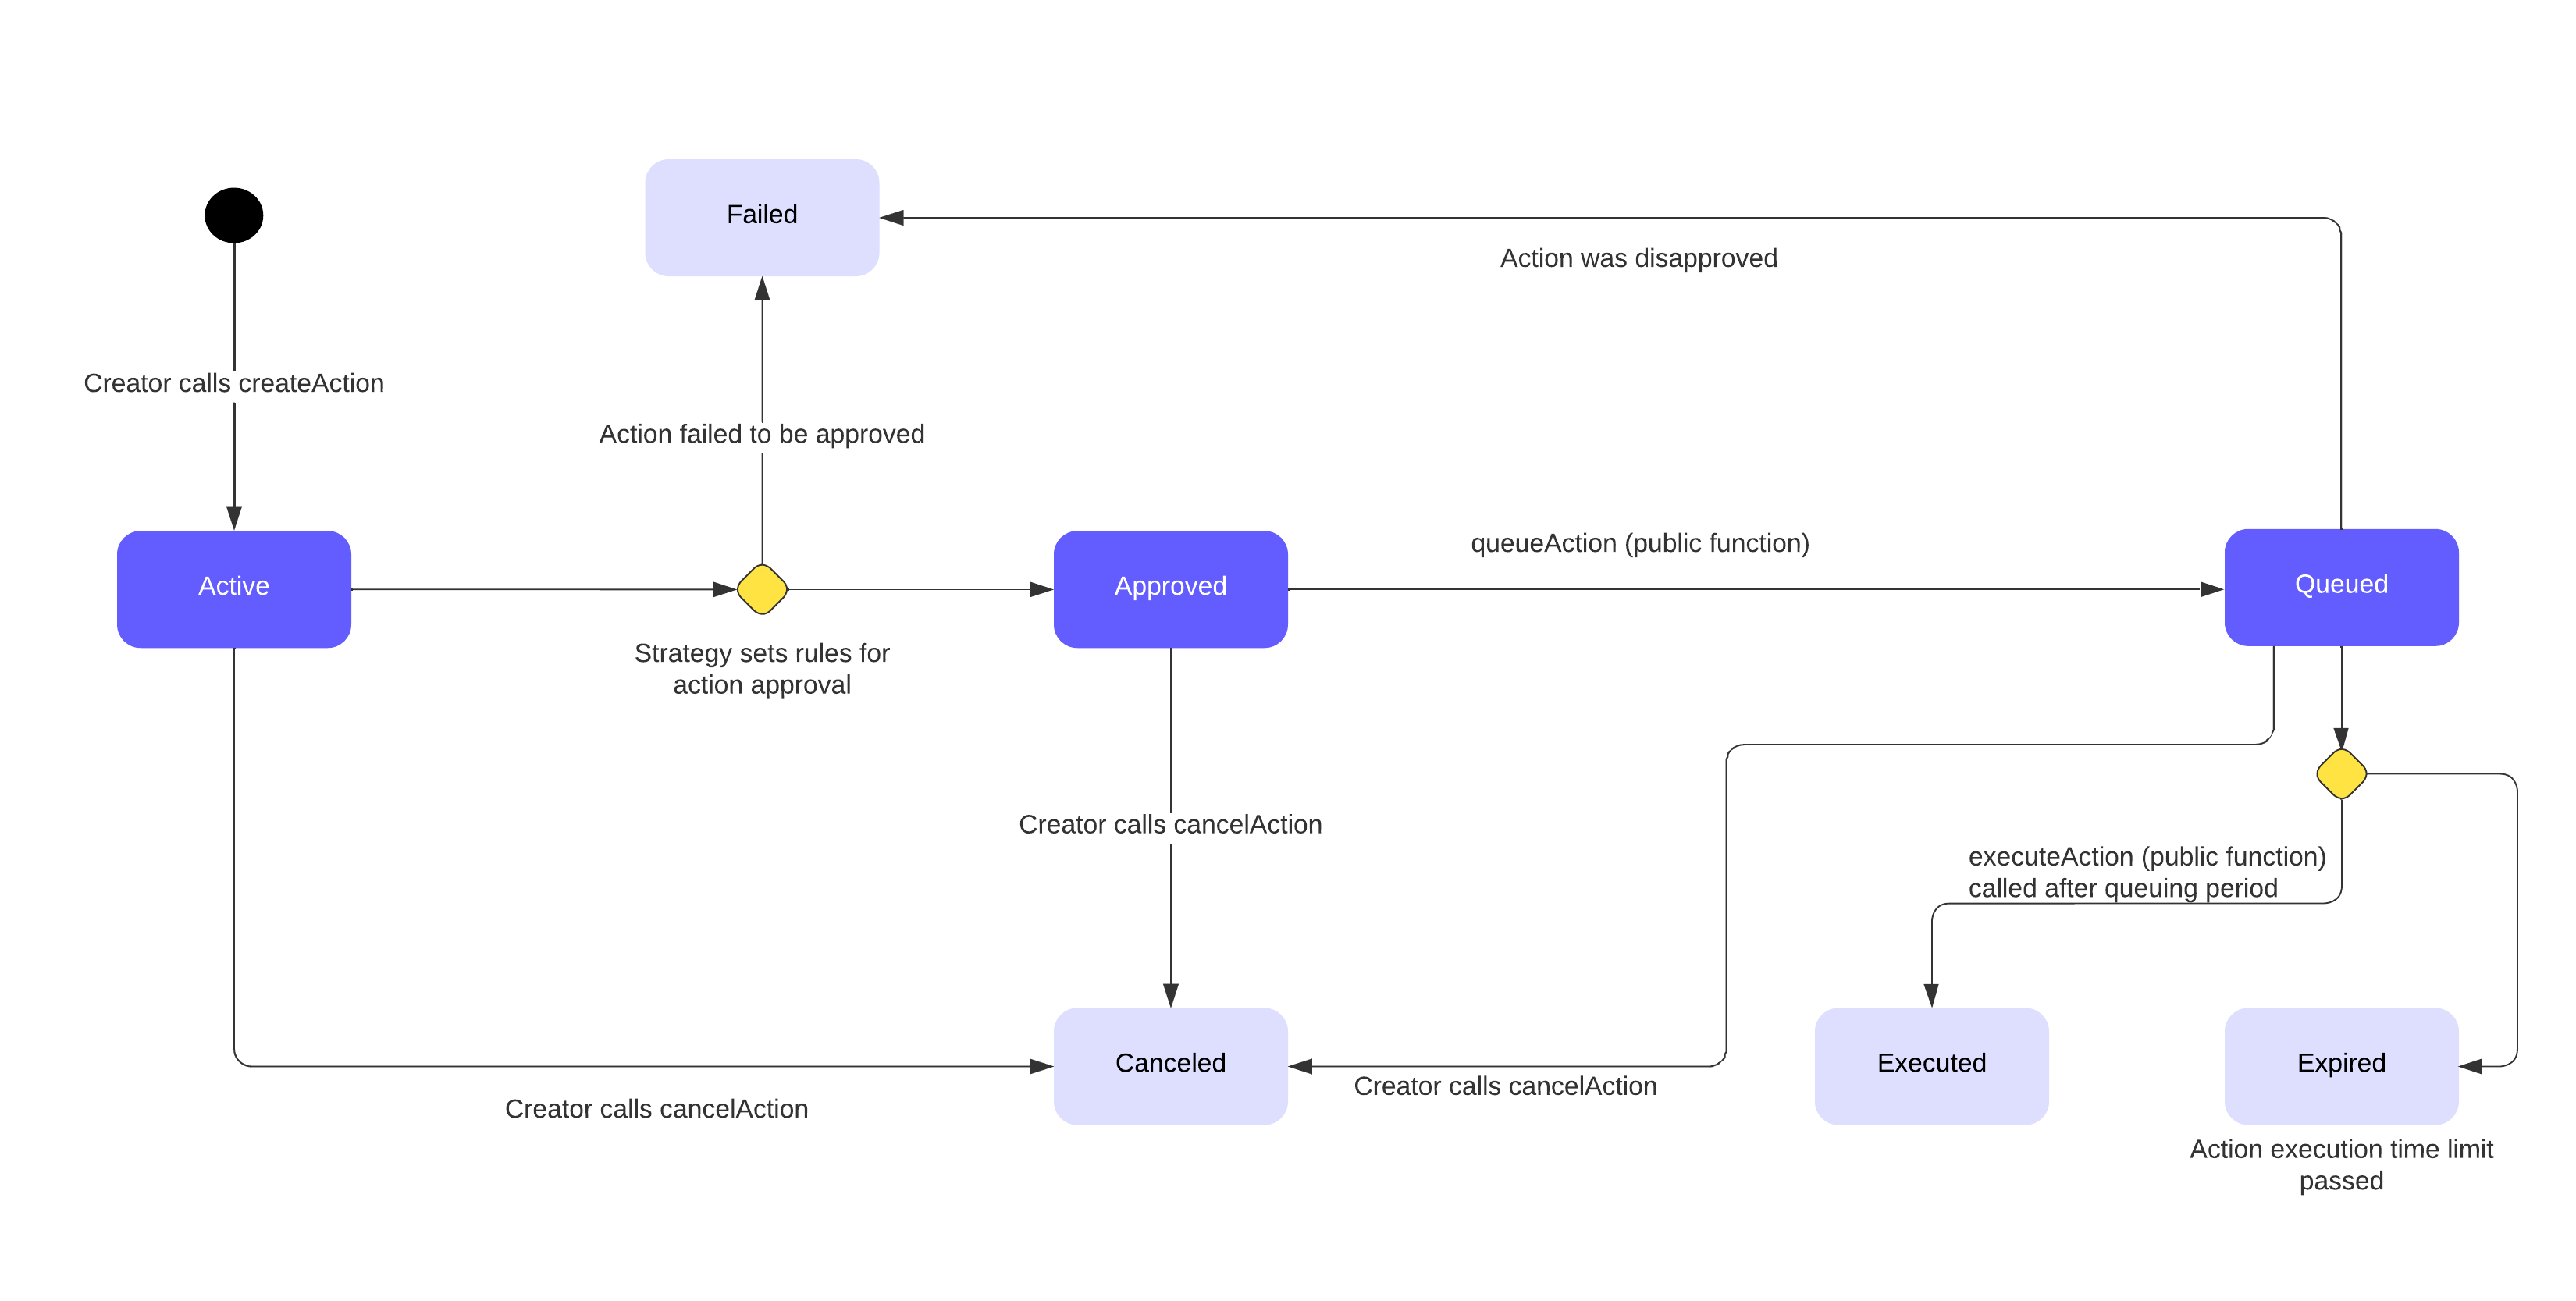 Failed
Action was disapproved
Creator calls createAction
Action failed to be approved
queueAction (public function)
Active
Approved
Queued
Strategy sets rules for
action approval
Creator calls cancelAction
executeAction (public function)
called after queuing period
Canceled
Executed
Expired
Creator calls cancelAction
Creator calls cancelAction
Action execution time limit
passed